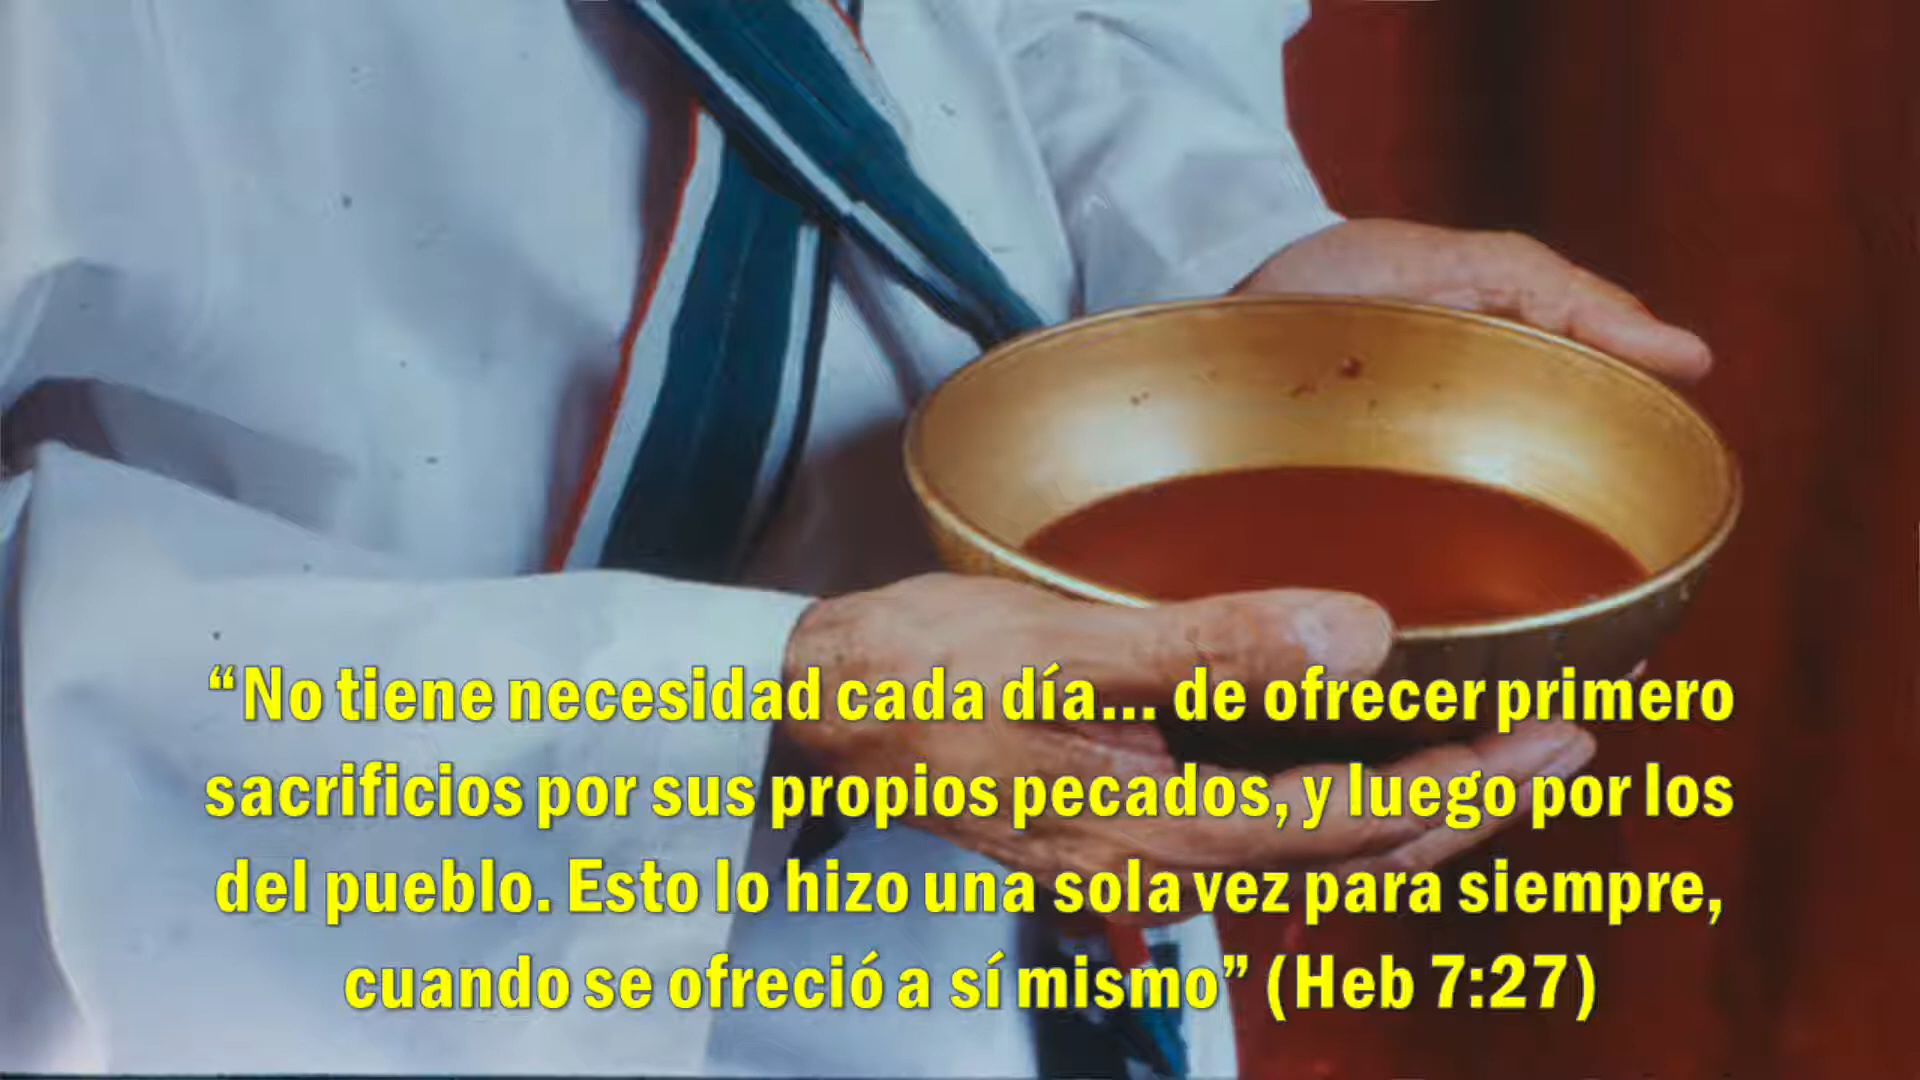 “No tiene necesidad cada día... de ofrecer primero
sacrificios por sus propios pecados, y luego por los
del pueblo. Esto lo hizo una sola vez para siempre,
cuando se ofreció a sí mismo” (Heb 7:27)